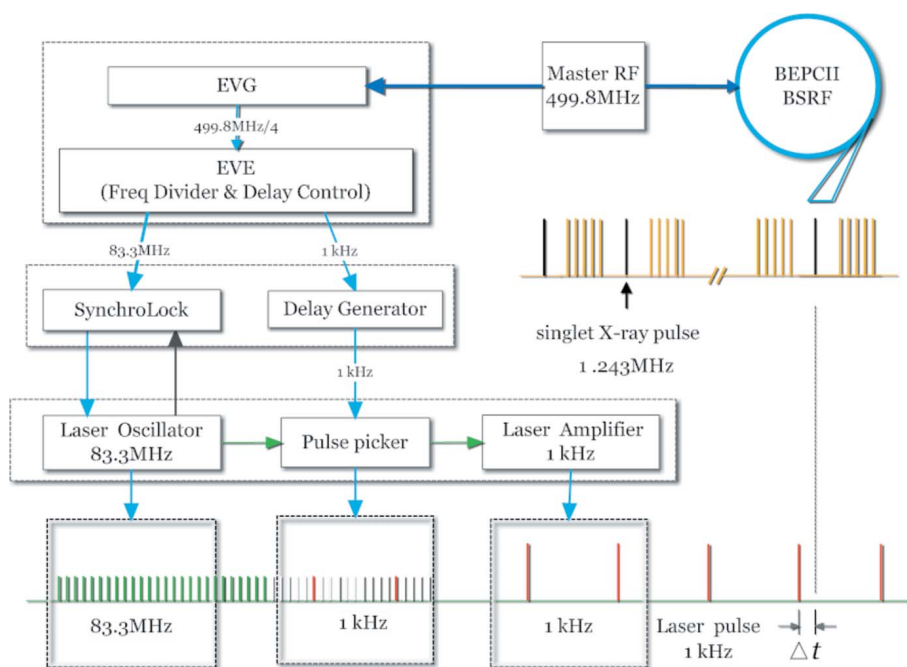 EVG
Master RF
499.8MHz
BEPCII
BSRF
499.8MHz/4
EVE
(Freq Divider & Delay Control)
83.3MHz
1 kHz
SynchroLock
Delay Generator
singlet X-ray pulse
1 .243MHz
1 kHz
Laser Oscillator
83.3MHz
Pulse picker
Laser Amplifier
1 kHz
83.3MHz
1 kHz
1 kHz
Laser pulse
1 kHz
△t